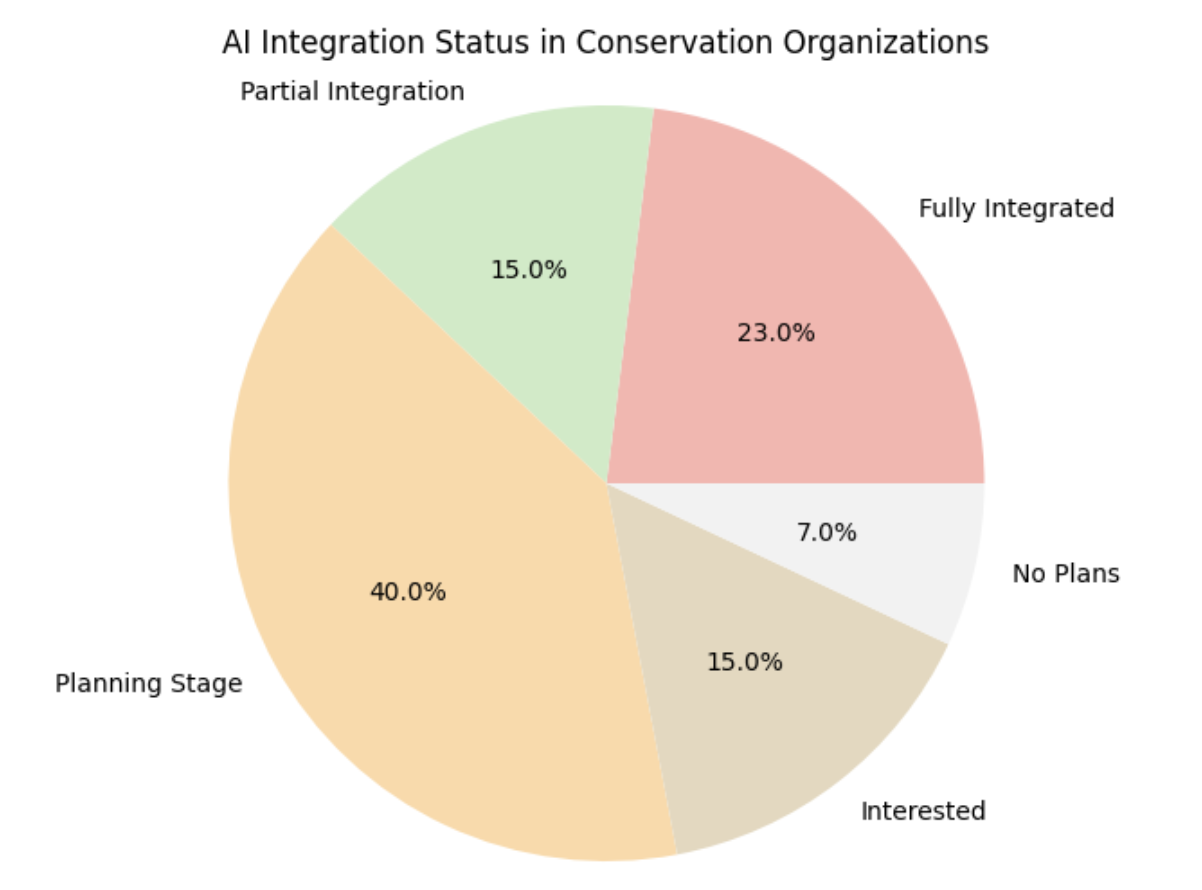 AI Integration Status in Conservation Organizations
Partial Integration
Fully Integrated
15.0%
23.0%
7.0%
No Plans
40.0%
15.0%
Planning Stage
Interested